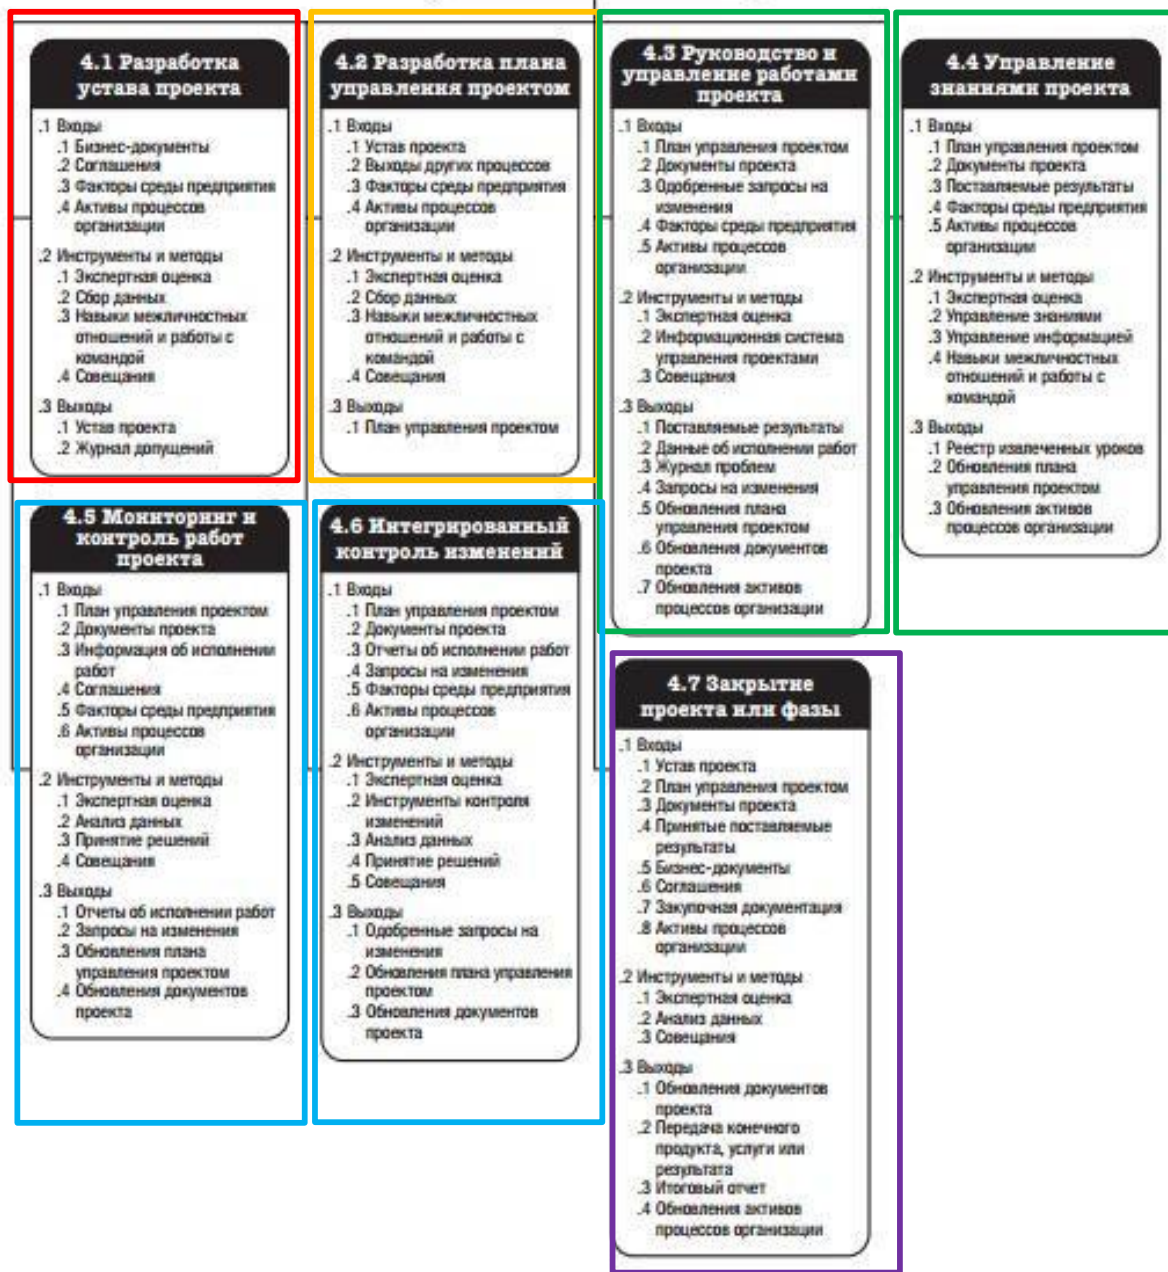 4.1 Разработка
устава проекта
.1 Входы
.1 Бизнес-документы
.2 Соглашения
.3 Факторы среды предприятия
.4 Активы процессов
организации
.2 Инструменты и методы
.1 Экспертная оценка
.2 Сбор данных
.3 Навыки межличностных
отношений и работы с
командой
.4 Совещания
.3 Выходы
.1 Устав проекта
.2 Журнал допущений
4.2 Разработка плана
управления проектом
.1 Входы
.1 Устав проекта
.2 Выходы других процессов
.3 Факторы среды предприятия
.4 Активы процессов
организации
.2 Инструменты и методы
.1 Экспертная оценка
.2 Сбор данных
.3 Навыки межличностных
отношений и работы с
командой
.4 Совещания
.3 Выходы
.1 План управления проектом
4.3 Руководство и
управление работами
проекта
.1 Входы
.1 План управления проектом
.2 Документы проекта
.3 Одобренные запросы на
изменения
.4 Факторы среды предприятия
.5 Активы процессов
организации
.2 Инструменты и методы
.1 Экспертная оценка
.2 Информационная система
управления проектами
.3 Совещания
.3 Выходы
.1 Поставляемые результаты
.2 Данные об исполнении работ
.3 Журнал проблем
.4 Запросы на изменения
.5 Обновления плана
управления проектом
.6 Обновления документов
проекта
.7 Обновления активов
процессов организации
4.4 Управление
знаниями проекта
.1 Входы
.1 План управления проектом
.2 Документы проекта
.3 Поставляемые результаты
.4 Факторы среды предприятия
.5 Активы процессов
организации
.2 Инструменты и методы
.1 Экспертная оценка
.2 Управление знаниями
.3 Управление информацией
.4 Навыки межличностных
отношений и работы с
командой
.3 Выходы
.1 Реестр извлеченных уроков
.2 Обновления плана
управления проектом
.3 Обновления активов
процессов организации
4.5 Мониторинг и
контроль работ
проекта
.1 Входы
.1 План управления проектом
.2 Документы проекта
.3 Информация об исполнении
работ
.4 Соглашения
.5 Факторы среды предприятия
.6 Активы процессов
организации
.2 Инструменты и методы
.1 Экспертная оценка
.2 Анализ данных
.3 Принятие решений
.4 Совещания
.3 Выходы
.1 Отчеты об исполнении работ
.2 Запросы на изменения
.3 Обновления плана
управления проектом
.4 Обновления документов
проекта
4.6 Интегрированный
контроль изменений
.1 Входы
.1 План управления проектом
.2 Документы проекта
.3 Отчеты об исполнении работ
.4 Запросы на изменения
.5 Факторы среды предприятия
.6 Активы процессов
организации
.2 Инструменты и методы
.1 Экспертная оценка
.2 Инструменты контроля
изменений
.3 Анализ данных
.4 Принятие решений
.5 Совещания
.3 Выходы
.1 Одобренные запросы на
изменения
.2 Обновления плана управления
проектом
.3 Обновления документов
проекта
4.7 Закрытие
проекта или фазы
.1 Входы
.1 Устав проекта
.2 План управления проектом
.3 Документы проекта
.4 Принятые поставляемые
результаты
.5 Бизнес-документы
.6 Соглашения
.7 Закупочная документация
.8 Активы процессов
организации
.2 Инструменты и методы
.1 Экспертная оценка
.2 Анализ данных
.3 Совещания
.3 Выходы
.1 Обновления документов
проекта
.2 Передача конечного
продукта, услуги или
результата
.3 Итоговый отчет
.4 Обновления активов
процессов организации